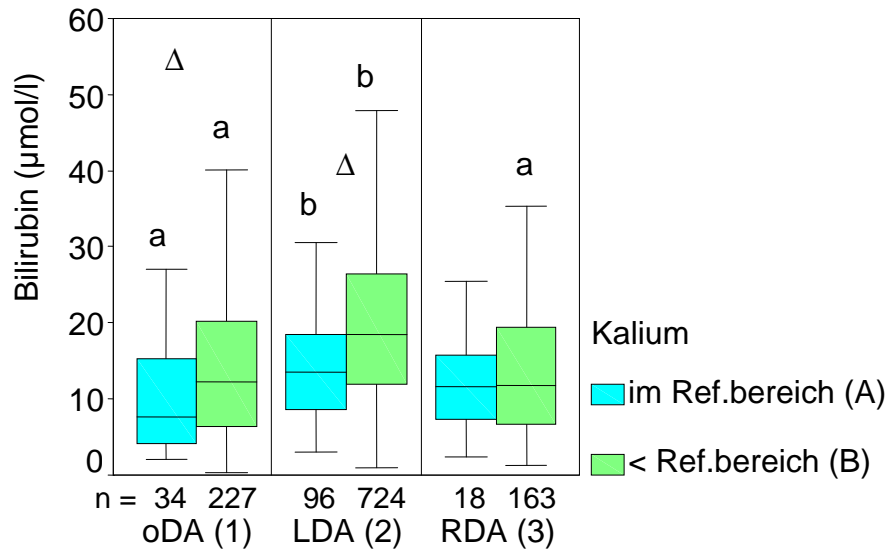 Bilirubin (µmol/l)
60
50
40
30
20
10
0
Δ
a
a
b
Δ
b
a
n = 34 227 96 724 18 163
oDA (1) LDA (2) RDA (3)
Kalium
im Ref.bereich (A)
< Ref.bereich (B)